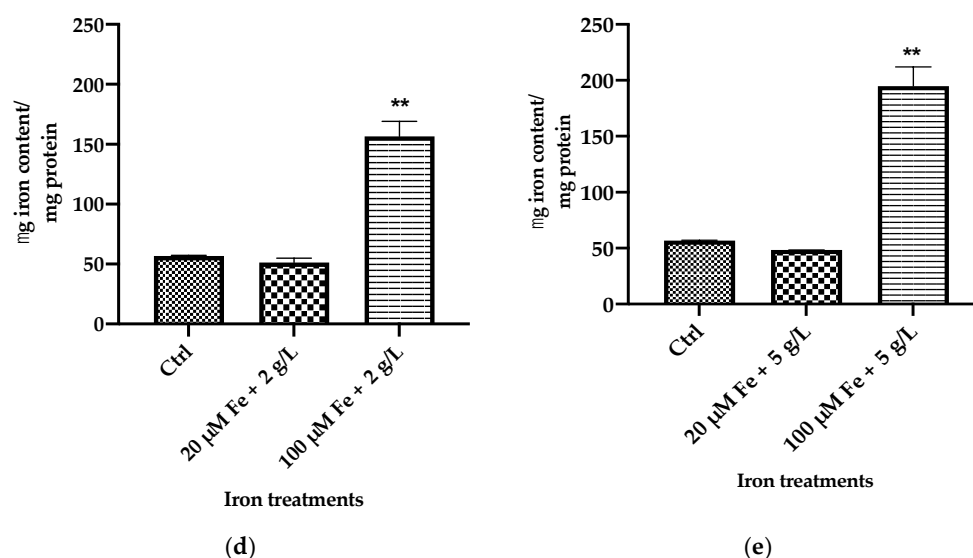 250
200
150
100
50
0
mg iron content/
mg protein
**
Ctrl
20 µM Fe + 2 g/L
100 µM Fe + 2 g/L
Iron treatments
(d)
250
200
150
100
50
0
mg iron content/
mg protein
**
Ctrl
20 µM Fe + 5 g/L
100 µM Fe + 5 g/L
Iron treatments
(e)